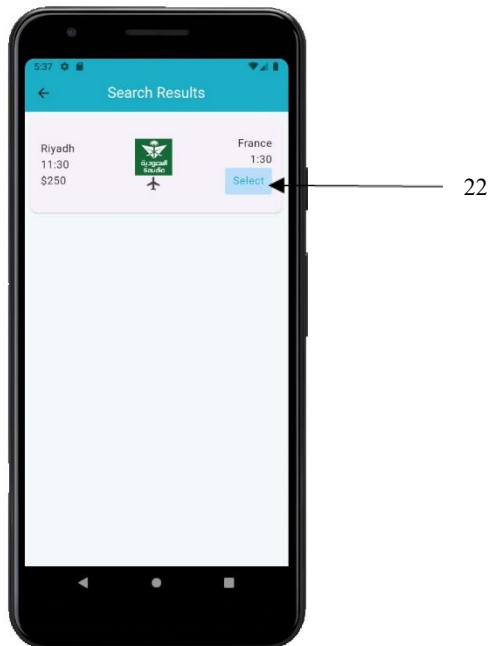 5:37
Search Results
Riyadh
11:30
$250
السعودية
Saudia
France
1:30
Select
22